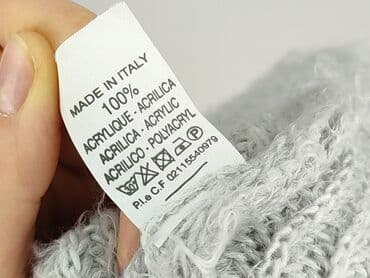 MADE IN ITALY
100%
ACRYLIQUE - ACRILICA
ACRILICA - ACRYLIC
ACRILICO - POLYACRYL
P
P.I. e C.F 02115540979